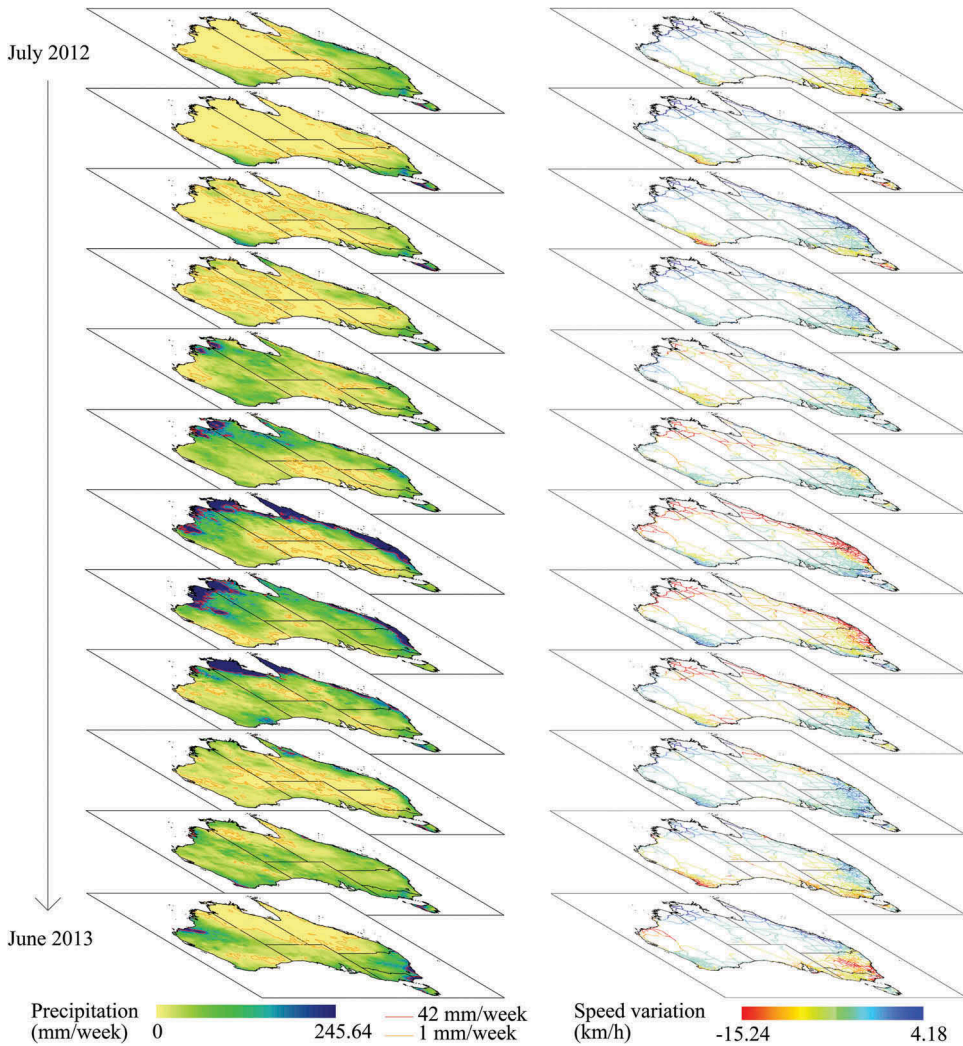 July 2012
June 2013
Precipitation
(mm/week)
0
245.64
42 mm/week
1 mm/week
Speed variation
(km/h)
-15.24
4.18